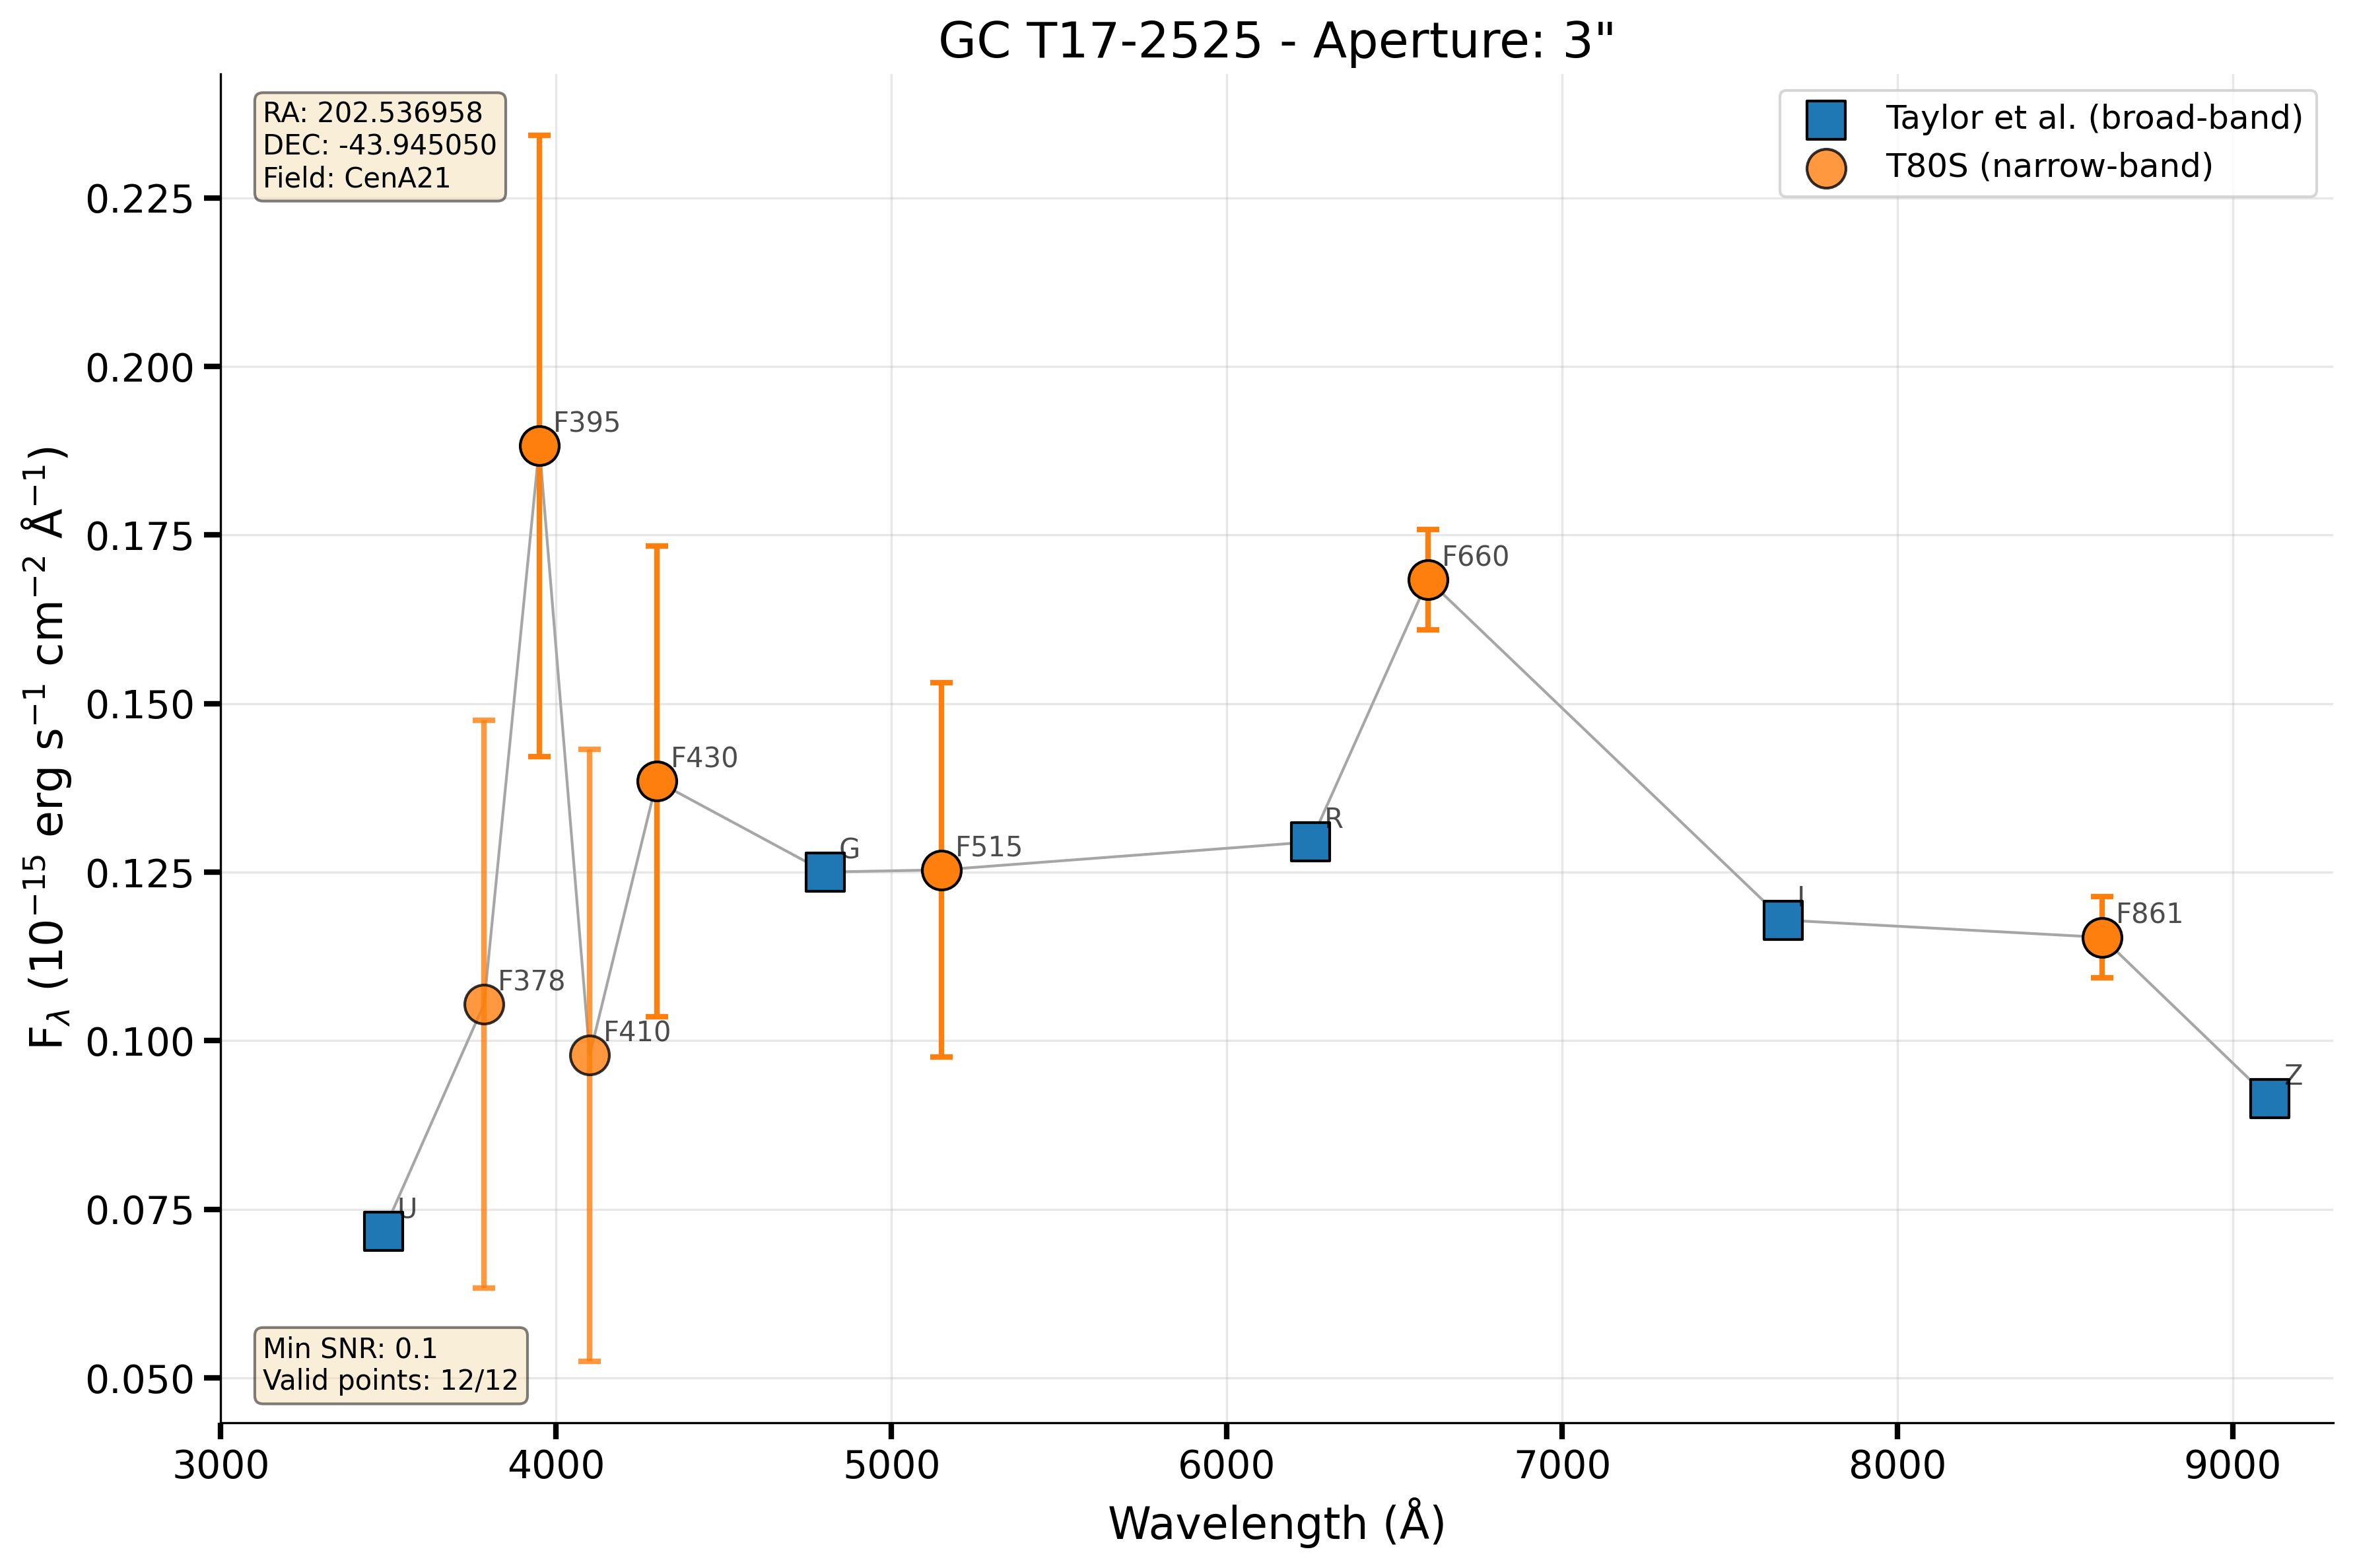 GC T17-2525 - Aperture: 3"
RA: 202.536958
DEC: -43.945050
Field: CenA21
Taylor et al. (broad-band)
T80S (narrow-band)
0.225
0.200
0.175
0.150
0.125
0.100
0.075
0.050
F_λ (10⁻¹⁵ erg s⁻¹ cm⁻² Å⁻¹)
F395
F660
F430
R
G
F515
I
F861
F378
F410
Z
U
Min SNR: 0.1
Valid points: 12/12
3000 4000 5000 6000 7000 8000 9000
Wavelength (Å)